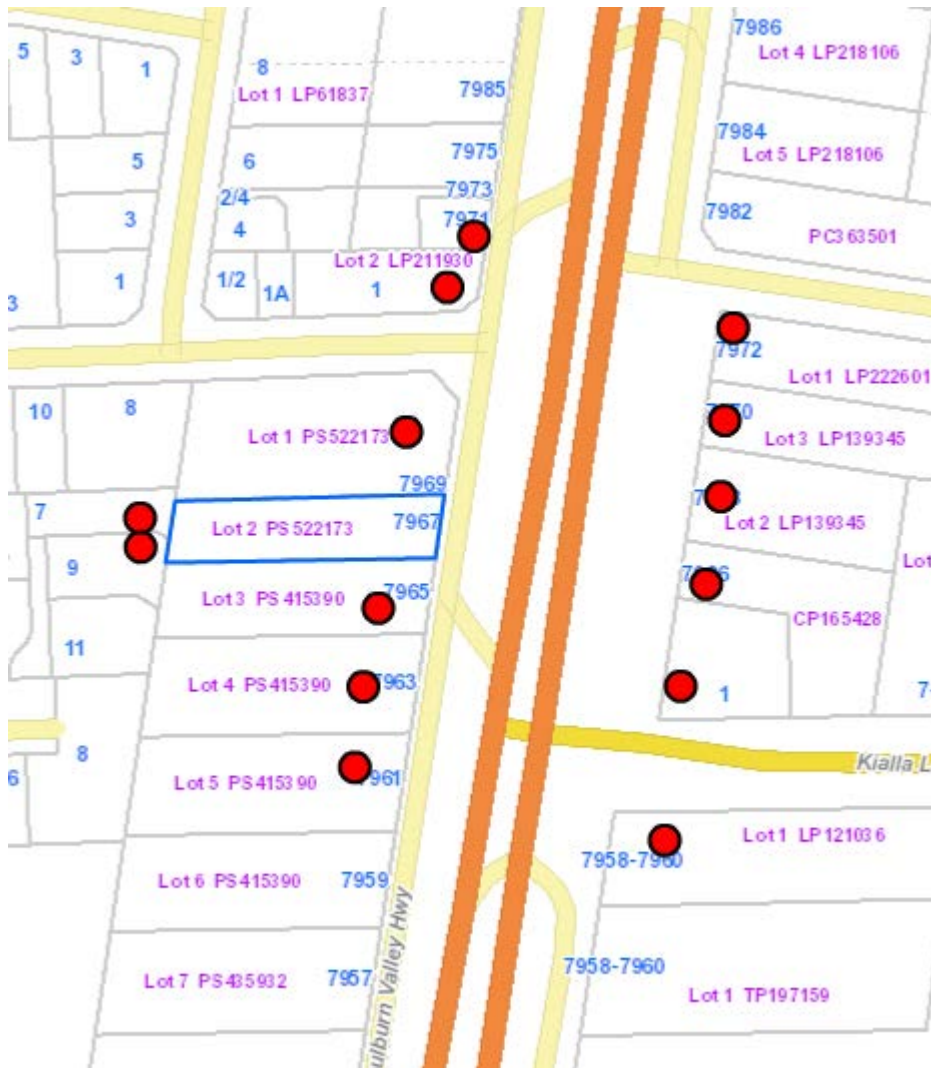 5
3
1
8
Lot 1 LP61837
7985
7986
Lot 4 LP218106
7984
Lot 5 LP218106
5
6
7975
2/4
7973
3
4
7971
7982
PC363501
Lot 2 LP211930
3
1
1/2
1A
1
7972
Lot 1 LP222601
10
8
Lot 1 PS522173
Lot 3 LP139345
7969
7
Lot 2 PS522173
7967
Lot 2 LP139345
9
Lot
Lot 3 PS415390
7965
CP165428
11
Lot 4 PS415390
7963
1
7-
8
Kialla L
6
Lot 5 PS415390
7961
Lot 1 LP121036
7958-7960
Lot 6 PS415390
7959
ulburn Valley Hwy
7958-7960
Lot 7 PS435932
7957
Lot 1 TP197159